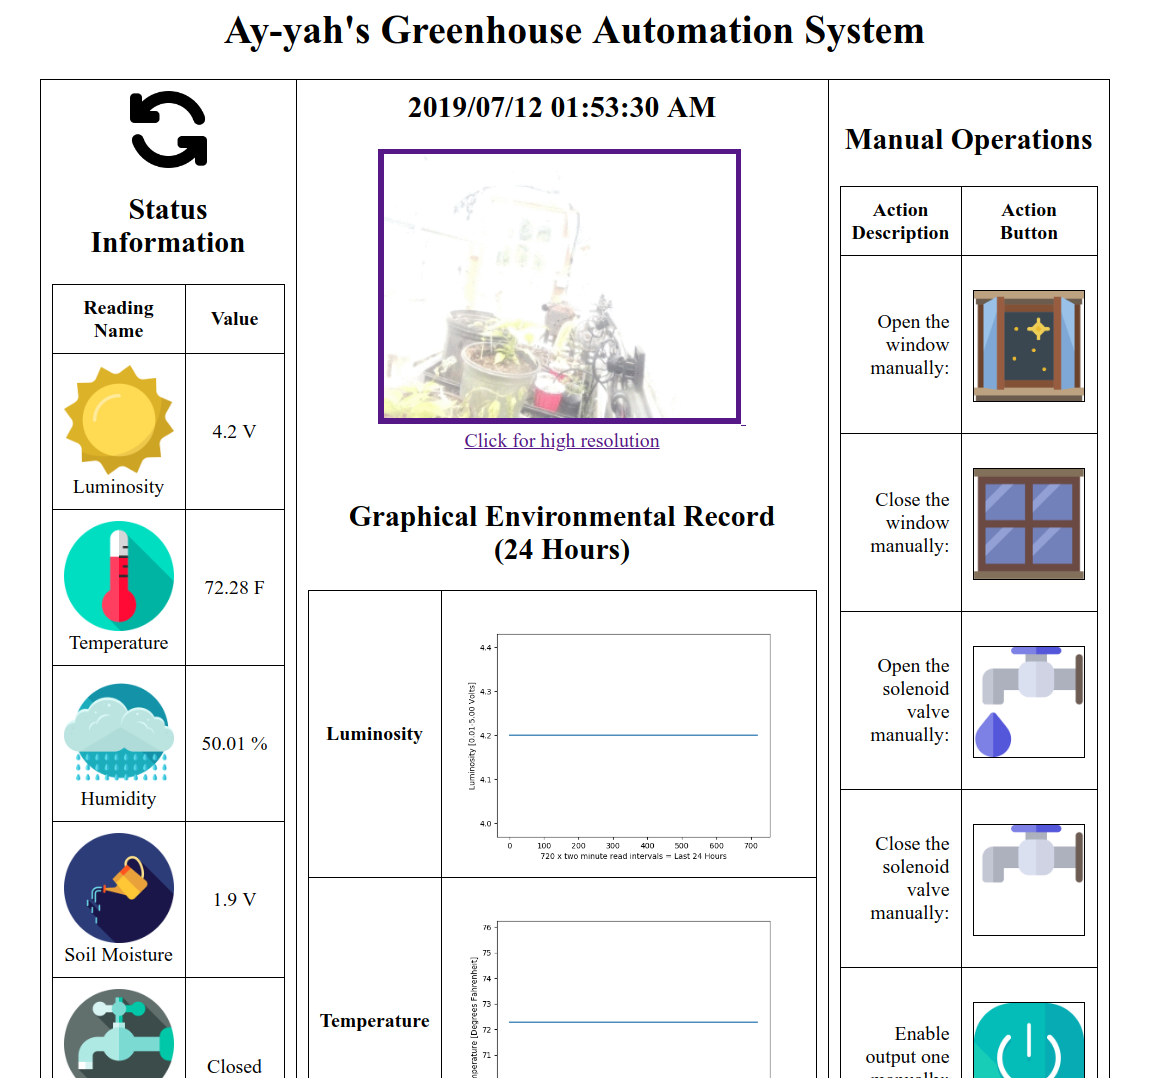 Ay-yah's Greenhouse Automation System
Status
Information
Reading
Name
Value
4.2 V
Luminosity
72.28 F
Temperature
50.01 %
Humidity
1.9 V
Soil Moisture
Closed
2019/07/12 01:53:30 AM
Click for high resolution
Graphical Environmental Record
(24 Hours)
Luminosity
Luminosity [0.01-5.00 Volts]
4.4
4.3
4.2
4.1
4.0
0 100 200 300 400 500 600 700
720 x two minute read intervals = Last 24 Hours
Temperature
76
75
74
73
72
71
[Degrees Fahrenheit]
Manual Operations
Action
Description
Action
Button
Open the
window
manually:
Close the
window
manually:
Open the
solenoid
valve
manually:
Close the
solenoid
valve
manually:
Enable
output one